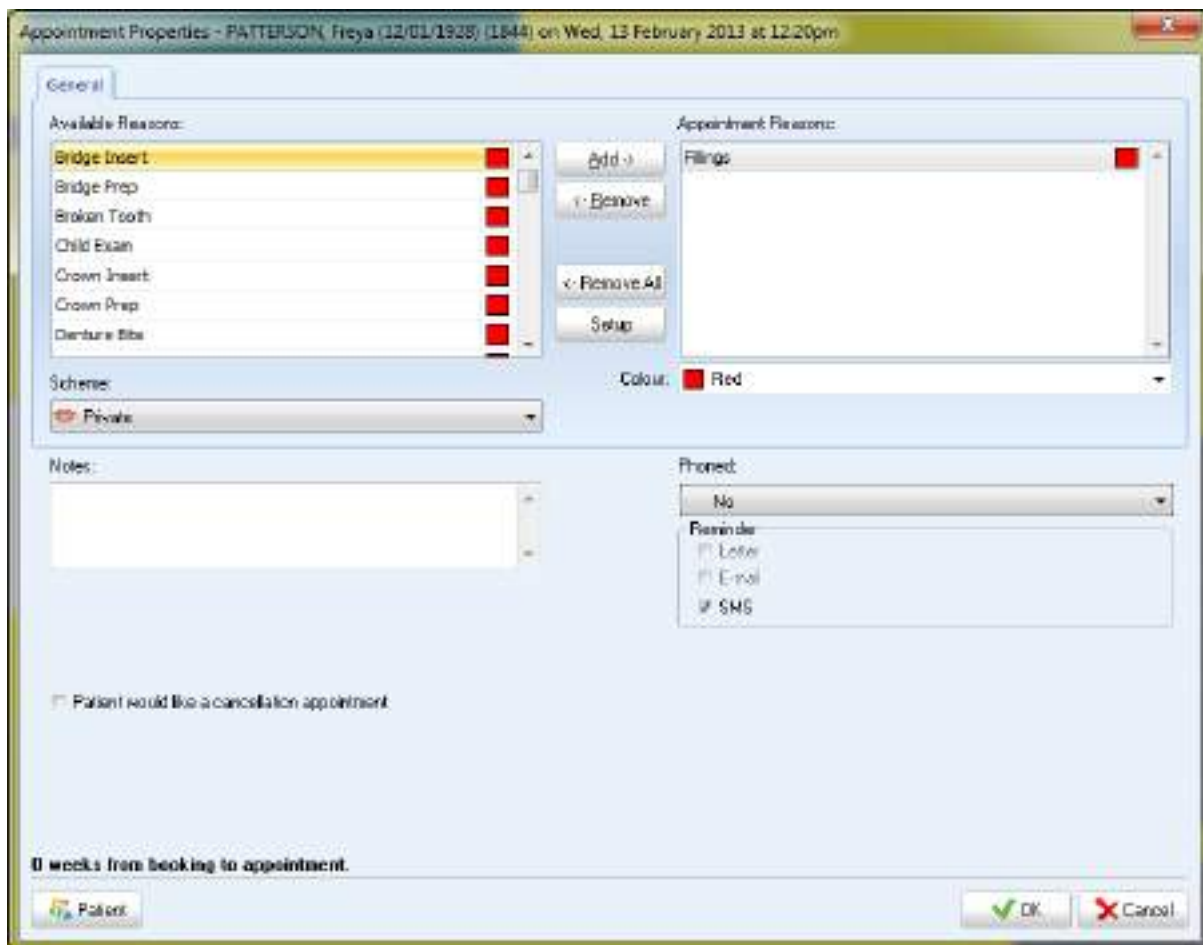 Appointment Properties - PATTERSON, Freya (12/01/1928) (1844) on Wed, 13 February 2013 at 12:20pm
General
Available Reasons:
Appointment Reasons:
Bridge Insert
Add ->
Fillings
Bridge Prep
<- Remove
Broken Tooth
Child Exam
Crown Insert
<- Remove All
Crown Prep
Setup
Denture Bite
Scheme:
Colour:
Red
Private
Notes:
Phoned:
No
Reminder
Letter
E-mail
SMS
Patient would like a cancellation appointment
0 weeks from booking to appointment.
Patient
OK
Cancel